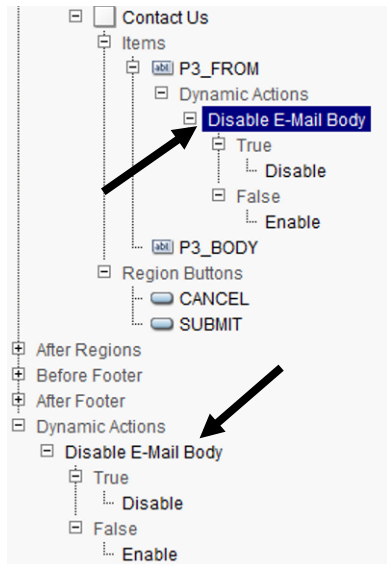 Contact Us
Items
P3_FROM
Dynamic Actions
Disable E-Mail Body
True
Disable
False
Enable
P3_BODY
Region Buttons
CANCEL
SUBMIT
After Regions
Before Footer
After Footer
Dynamic Actions
Disable E-Mail Body
True
Disable
False
Enable